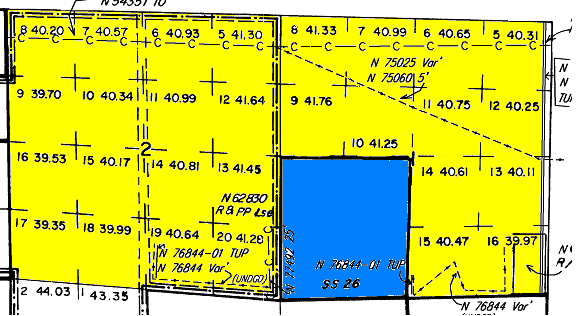 N 54351 10
8 40.20 7 40.57 6 40.93 5 41.30 8 41.33 7 40.99 6 40.65 5 40.31
C C C C C C C C C C C C C C
N 75025 Var'
N 75060 5'
9 39.70 10 40.34 11 40.99 12 41.64 9 41.76 11 40.75 12 40.25
10 41.25
2
16 39.53 15 40.17 14 40.81 13 41.45 14 40.61 13 40.11
N 62830
R & PP Lse
17 39.35 18 39.99 19 40.64 20 41.28 15 40.47 16 39.97
N 77492 25'
N 76844-01 TUP
N 76844 Var'
(UNDGD)
N 76844-01 TUP
SS 26
2 44.03 1 43.35
N 76844 Var'
N
N
TU
N
R/